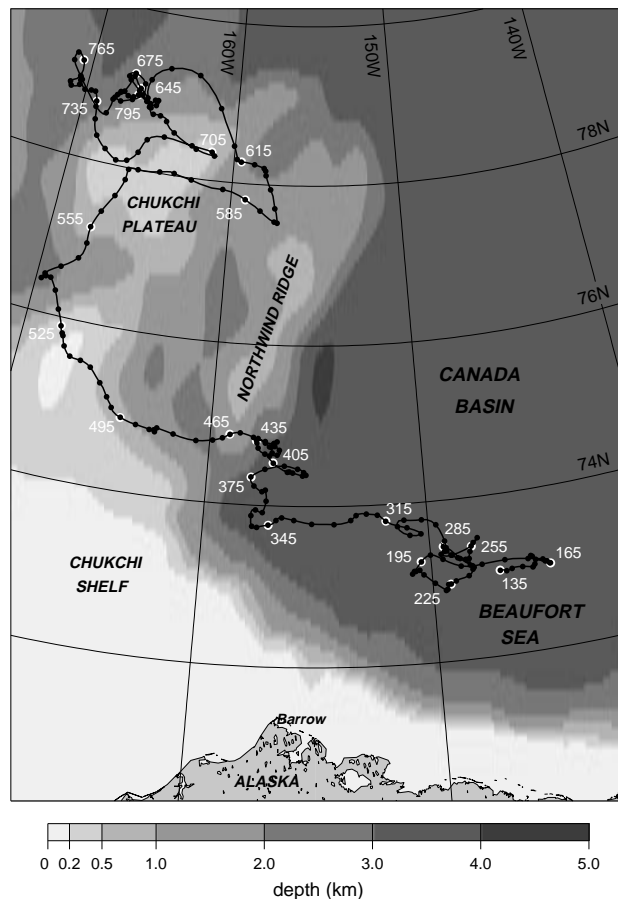 160W
150W
140W
765
675
645
735
795
705
615
78N
CHUKCHI
PLATEAU
585
555
76N
NORTHWIND RIDGE
525
CANADA
BASIN
495
465
435
405
74N
375
345
315
285
255
195
165
135
225
CHUKCHI
SHELF
BEAUFORT
SEA
Barrow
ALASKA
0 0.2 0.5 1.0 2.0 3.0 4.0 5.0
depth (km)